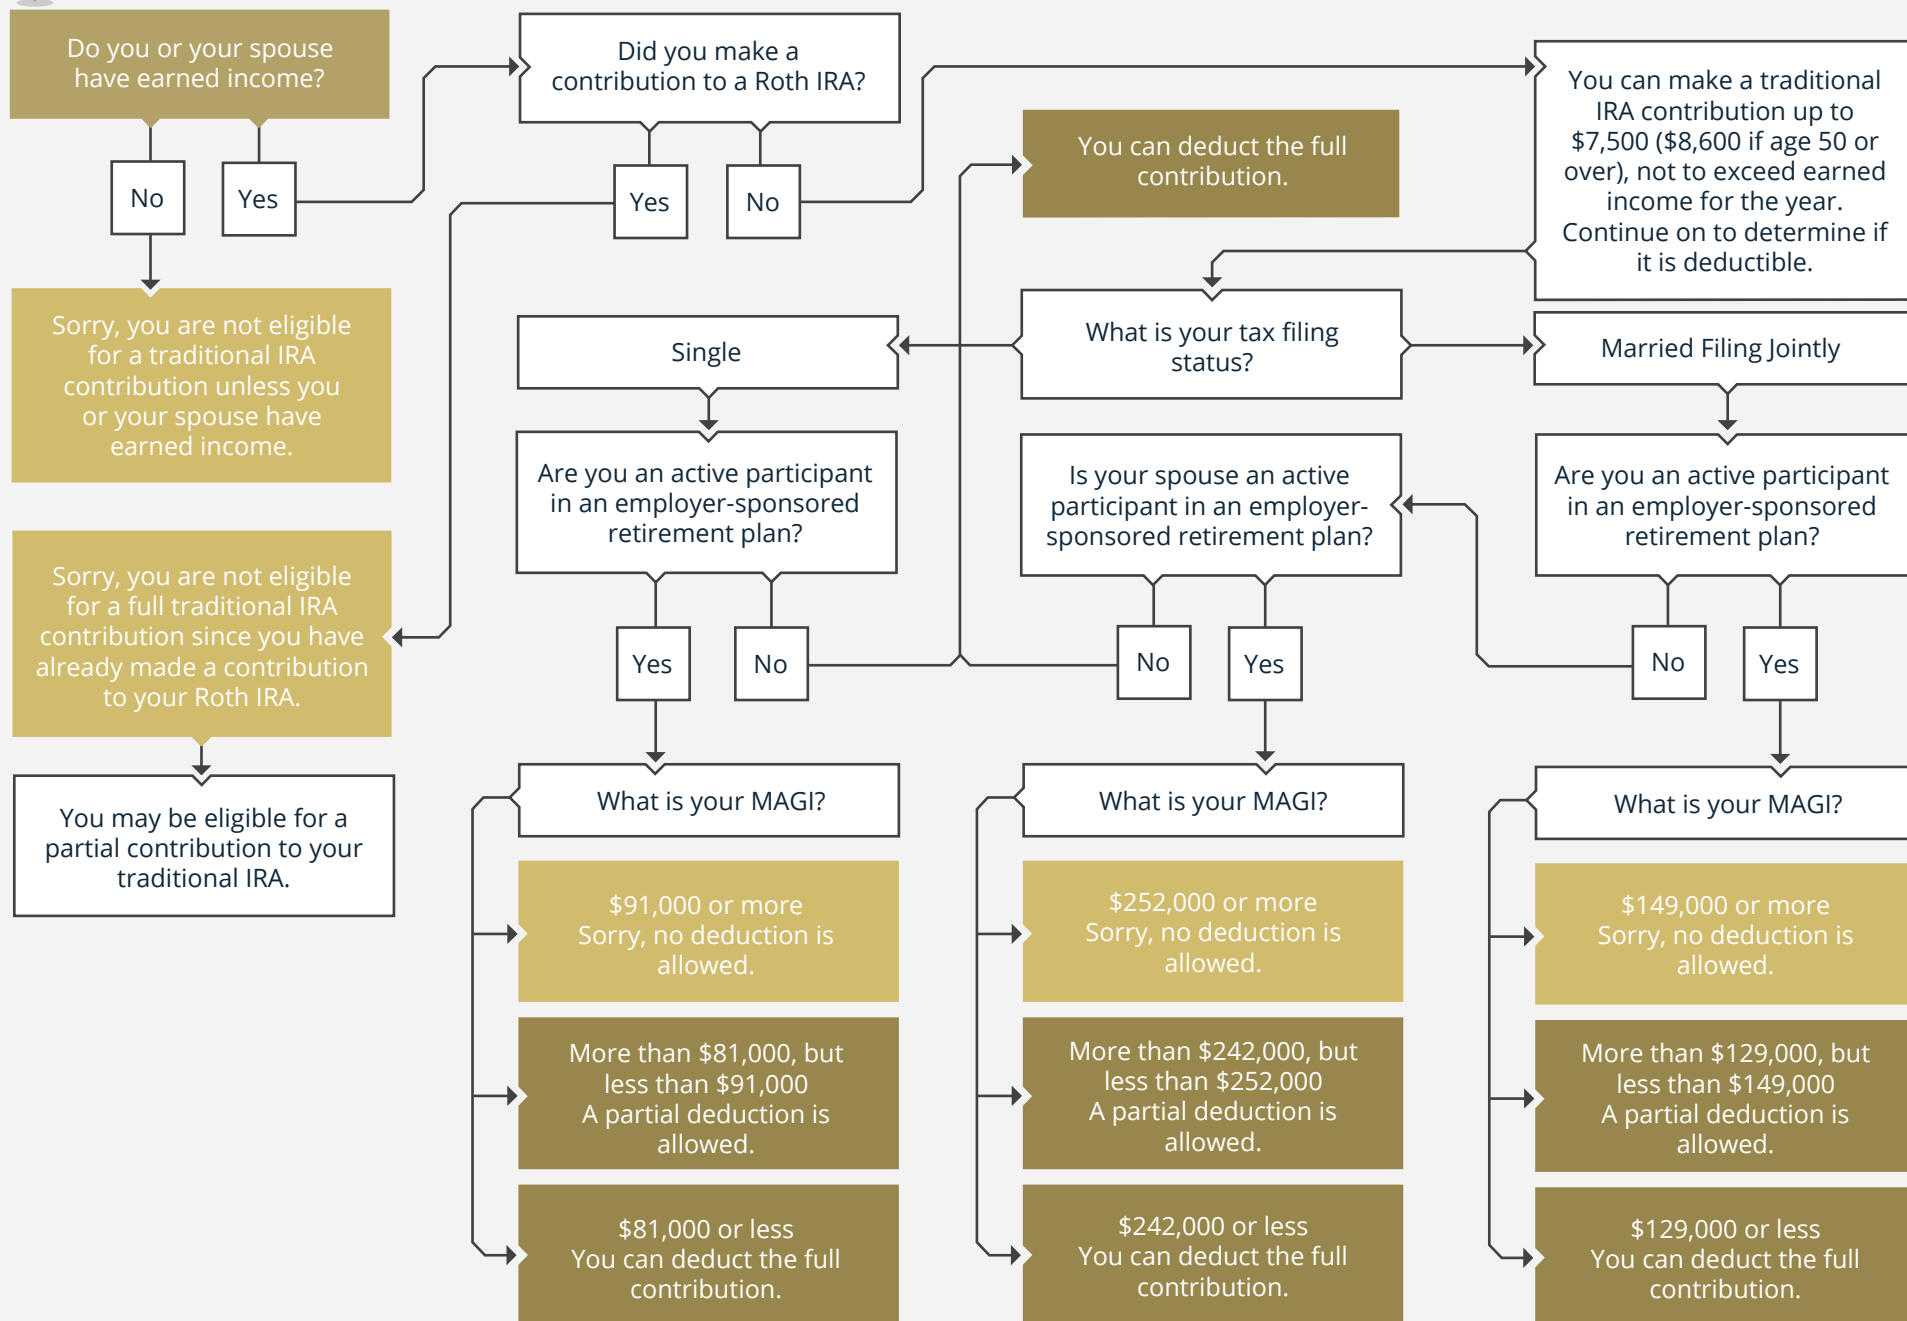 Do you or your spouse
have earned income?
No
Yes
Sorry, you are not eligible
for a traditional IRA
contribution unless you
or your spouse have
earned income.
Did you make a
contribution to a Roth IRA?
Yes
No
Sorry, you are not eligible
for a full traditional IRA
contribution since you have
already made a contribution
to your Roth IRA.
You may be eligible for a
partial contribution to your
traditional IRA.
You can make a traditional
IRA contribution up to
$7,500 ($8,600 if age 50 or
over), not to exceed earned
income for the year.
Continue on to determine if
it is deductible.
You can deduct the full
contribution.
What is your tax filing
status?
Single
Married Filing Jointly
Are you an active participant
in an employer-sponsored
retirement plan?
Yes
No
Is your spouse an active
participant in an employer-
sponsored retirement plan?
No
Yes
Are you an active participant
in an employer-sponsored
retirement plan?
No
Yes
What is your MAGI?
$91,000 or more
Sorry, no deduction is
allowed.
More than $81,000, but
less than $91,000
A partial deduction is
allowed.
$81,000 or less
You can deduct the full
contribution.
What is your MAGI?
$252,000 or more
Sorry, no deduction is
allowed.
More than $242,000, but
less than $252,000
A partial deduction is
allowed.
$242,000 or less
You can deduct the full
contribution.
What is your MAGI?
$149,000 or more
Sorry, no deduction is
allowed.
More than $129,000, but
less than $149,000
A partial deduction is
allowed.
$129,000 or less
You can deduct the full
contribution.